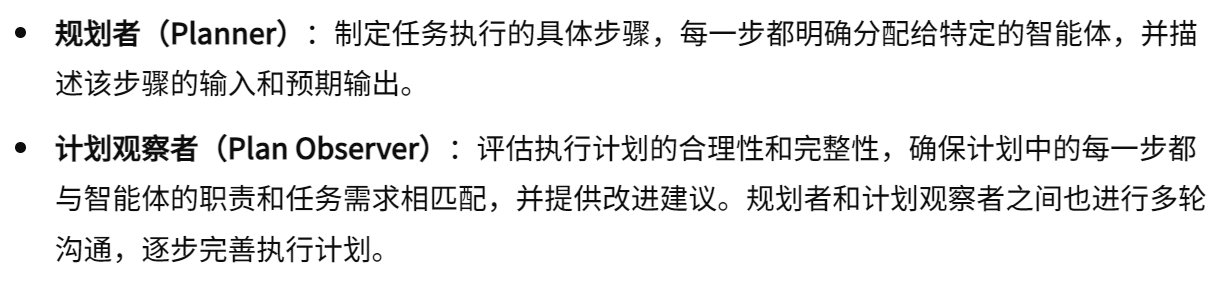 • 规划者（Planner）：制定任务执行的具体步骤，每一步都明确分配给特定的智能体，并描
述该步骤的输入和预期输出。
• 计划观察者（Plan Observer）：评估执行计划的合理性和完整性，确保计划中的每一步都
与智能体的职责和任务需求相匹配，并提供改进建议。规划者和计划观察者之间也进行多轮
沟通，逐步完善执行计划。